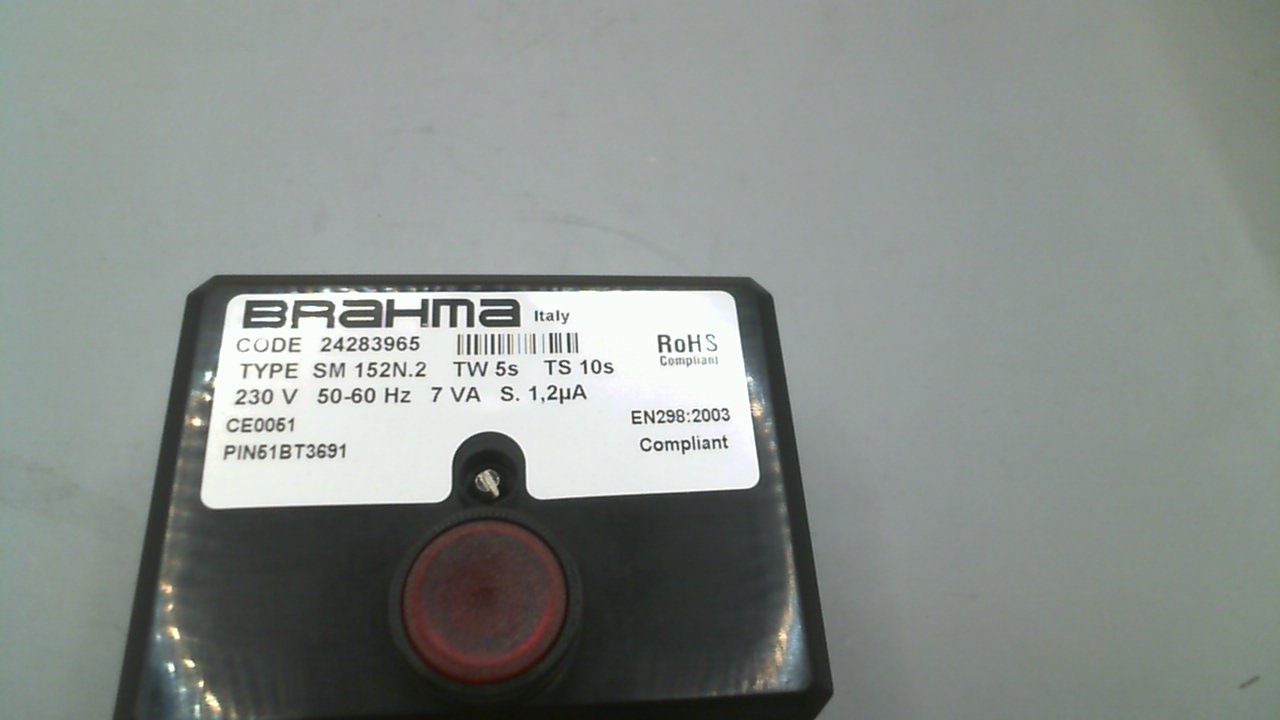 BRAHMA Italy
CODE 24283965
RoHS
Compliant
TYPE SM 152N.2 TW 5s TS 10s
230 V 50-60 Hz 7 VA S. 1,2µA
CE0051
EN298:2003
PIN51BT3691
Compliant